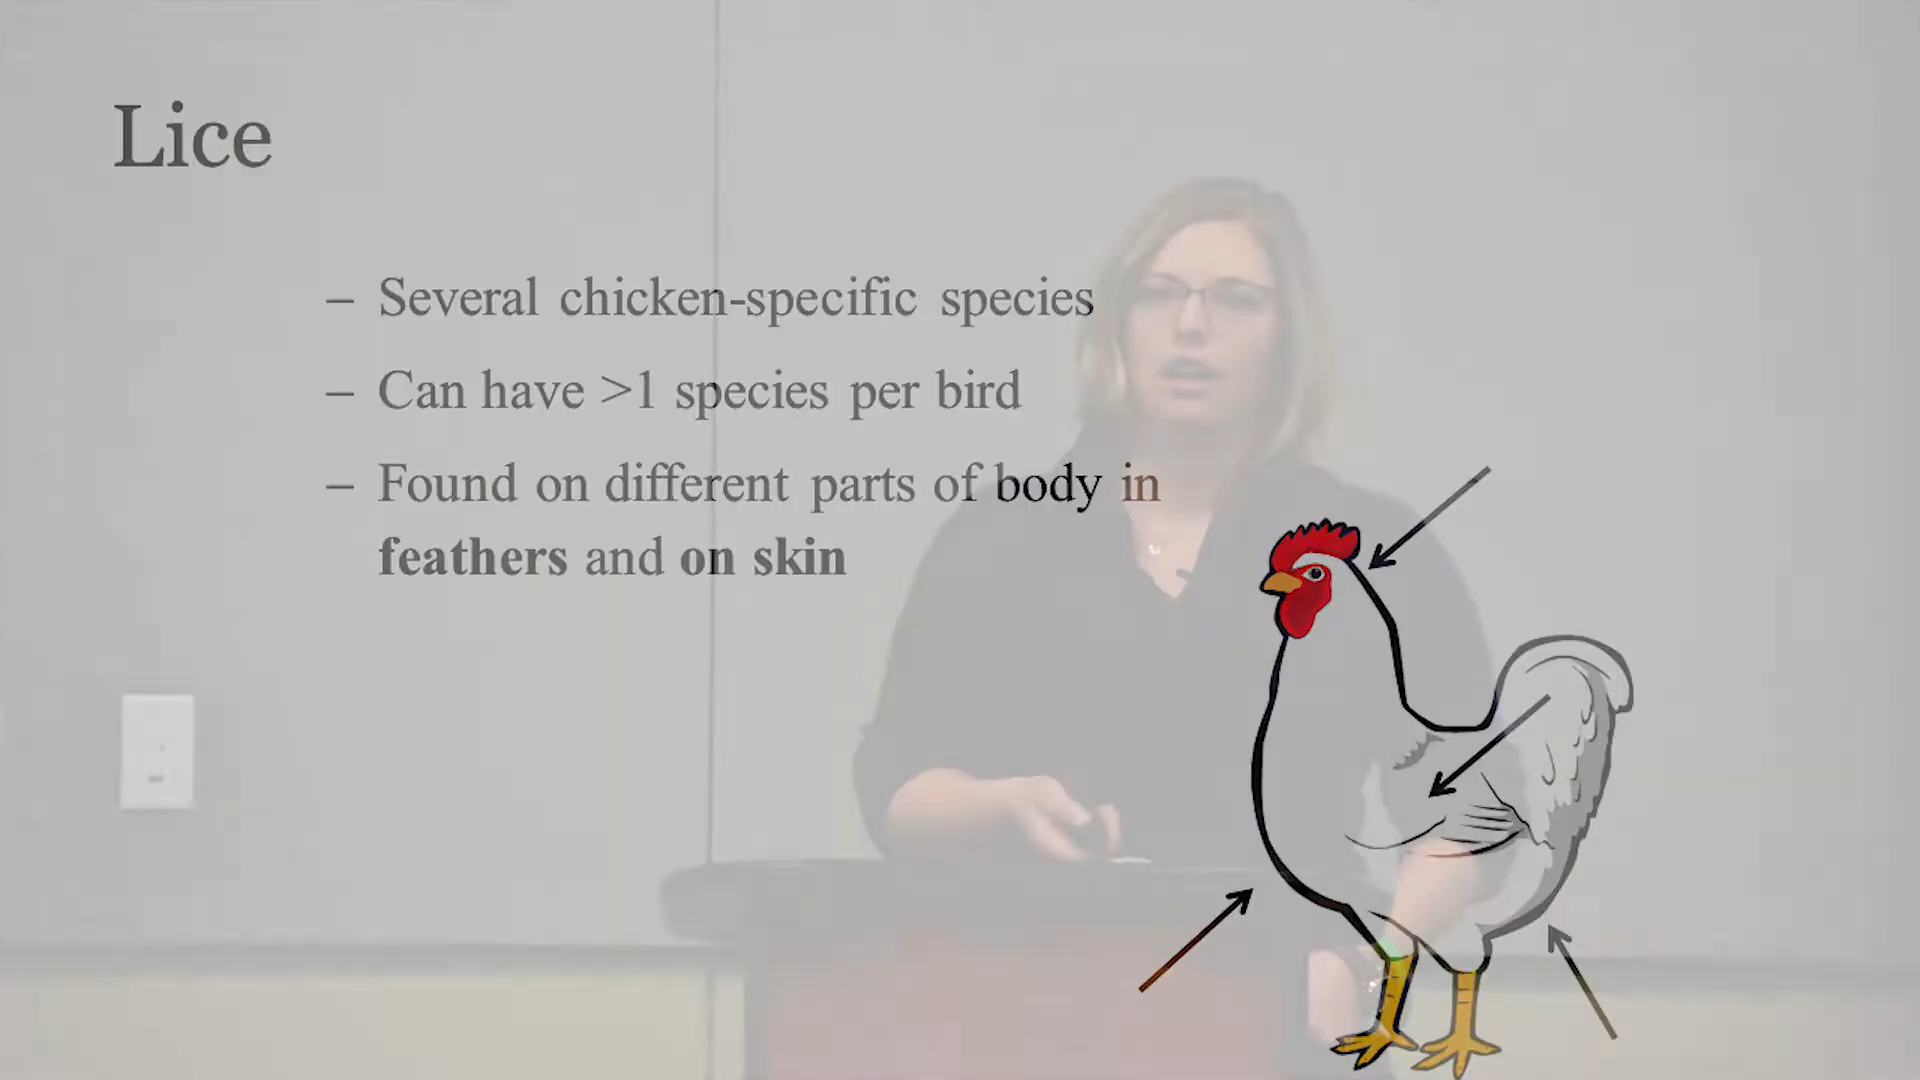 Lice
– Several chicken-specific species
– Can have >1 species per bird
– Found on different parts of body in
feathers and on skin